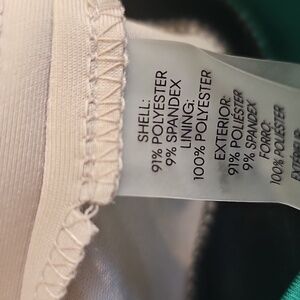 SHELL:
91% POLYESTER
9% SPANDEX
LINING:
100% POLYESTER
EXTERIOR:
91% POLIÉSTER
9% SPANDEX
FORRO:
100% POLIÉSTER